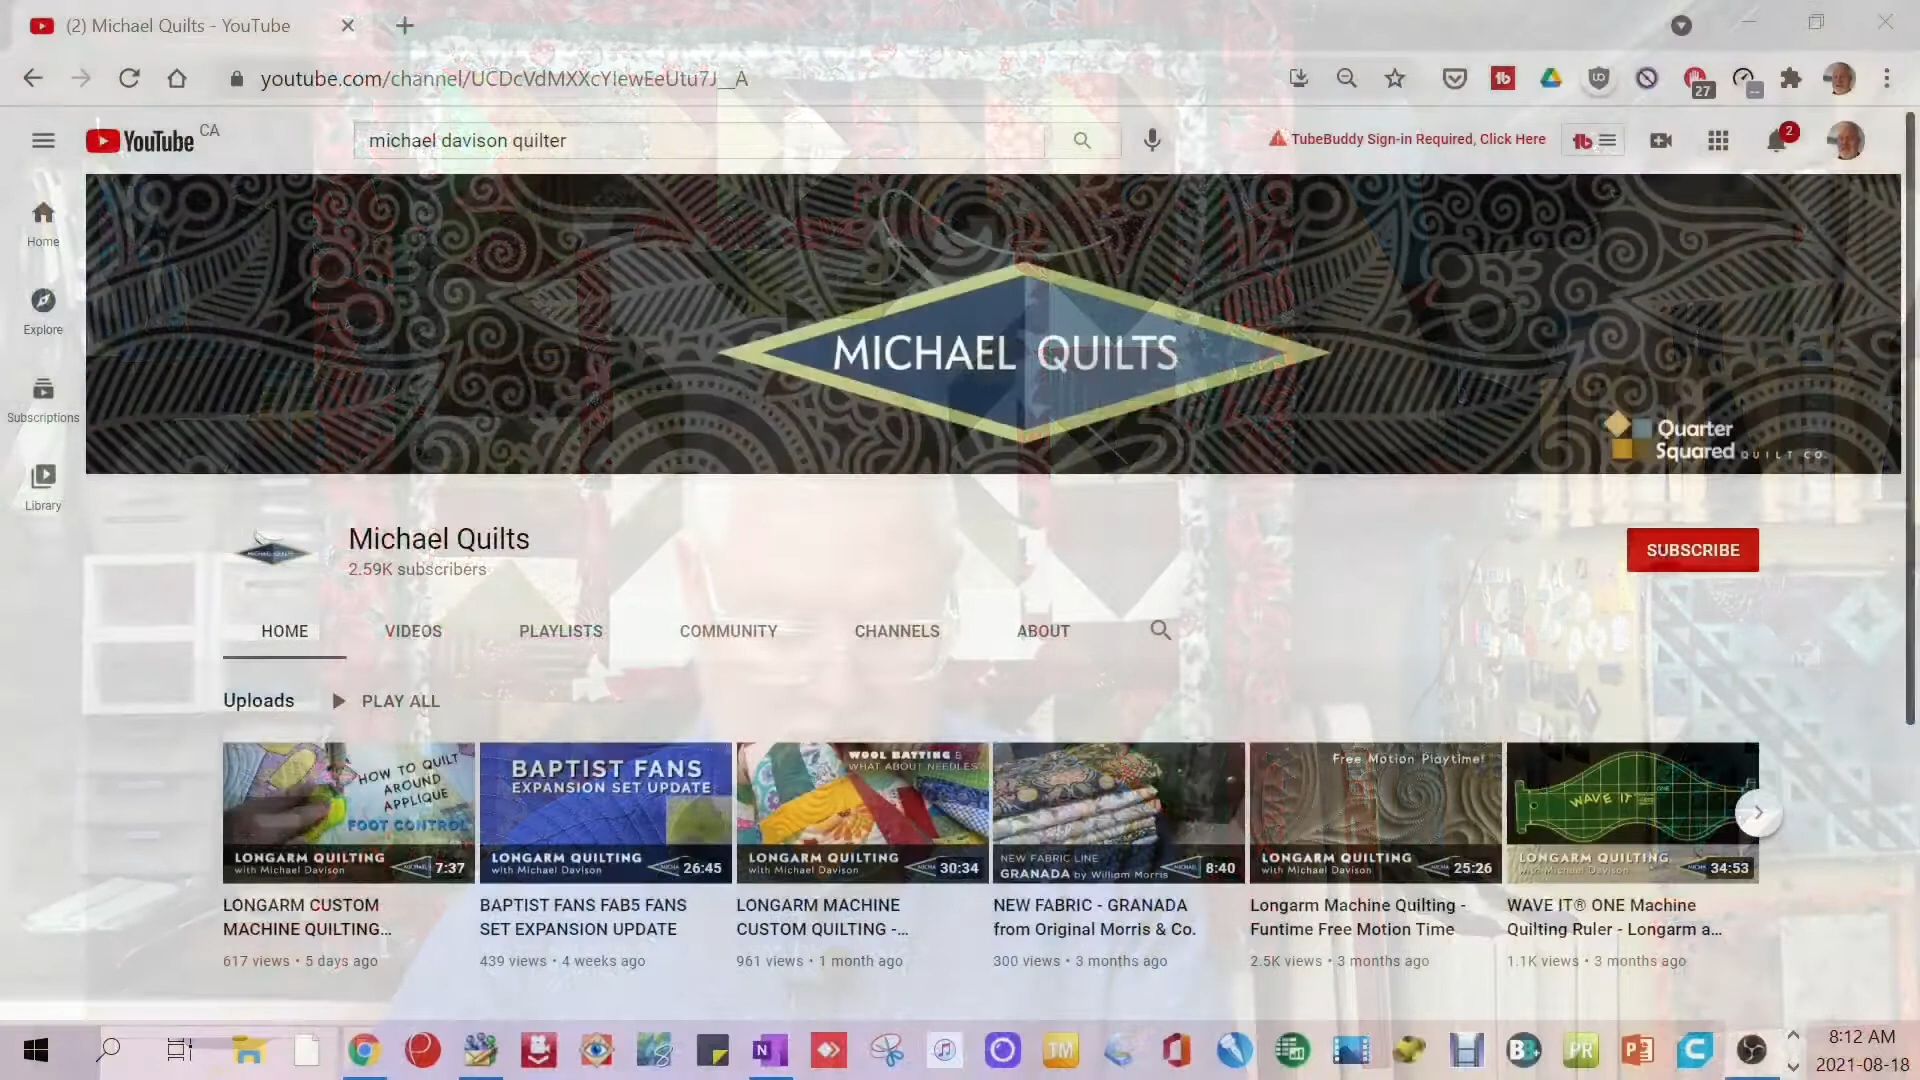 (2) Michael Quilts - YouTube
27
YouTube CA
michael davison quilter
TubeBuddy Sign-in Required, Click Here
2
Home
Explore
Subscriptions
Library
MICHAEL QUILTS
Quarter
Squared QUILT CO.
Michael Quilts
2.59K subscribers
SUBSCRIBE
HOME VIDEOS PLAYLISTS COMMUNITY CHANNELS ABOUT
Uploads PLAY ALL
HOW TO QUILT
AROUND
APPLIQUE
FOOT CONTROL
LONGARM QUILTING
with Michael Davison
7:37
BAPTIST FANS
EXPANSION SET UPDATE
LONGARM QUILTING
with Michael Davison
26:45
WOOL BATTING &
WHAT ABOUT NEEDLES
LONGARM QUILTING
with Michael Davison
30:34
NEW FABRIC LINE
GRANADA by William Morris
8:40
Free Motion Playtime!
LONGARM QUILTING
with Michael Davison
25:26
WAVE IT
LONGARM QUILTING
with Michael Davison
34:53
LONGARM CUSTOM
MACHINE QUILTING...
617 views • 5 days ago
BAPTIST FANS FAB5 FANS
SET EXPANSION UPDATE
439 views • 4 weeks ago
LONGARM MACHINE
CUSTOM QUILTING -...
961 views • 1 month ago
NEW FABRIC - GRANADA
from Original Morris & Co.
300 views • 3 months ago
Longarm Machine Quilting -
Funtime Free Motion Time
2.5K views • 3 months ago
WAVE IT® ONE Machine
Quilting Ruler - Longarm a...
1.1K views • 3 months ago
8:12 AM
2021-08-18